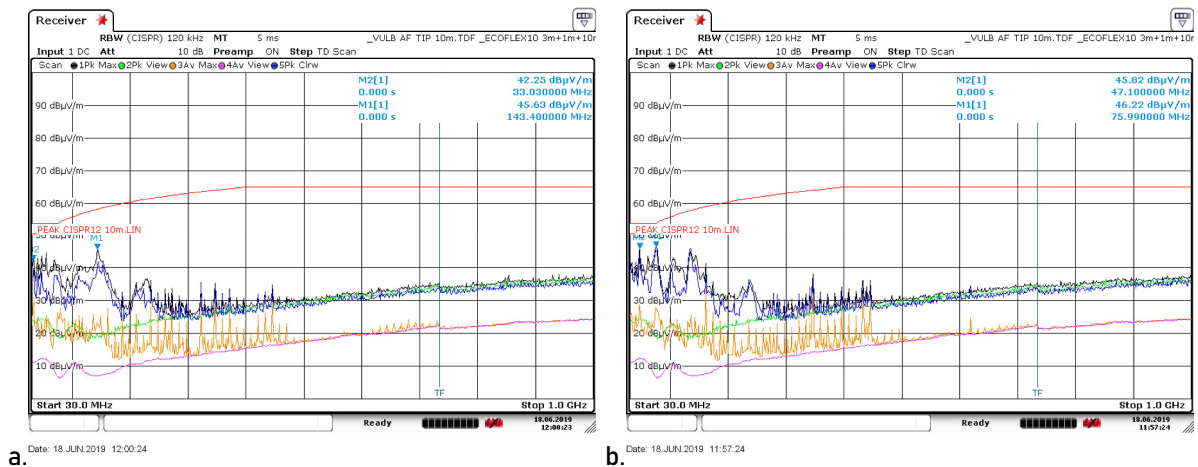 Receiver
RBW (CISPR) 120 kHz MT 5 ms _VULB AF TIP 10m.TDF _ECOFLEX10 3m+1m+10m
Input 1 DC Att 10 dB Preamp ON Step TD Scan
Scan 1Pk Max 2Pk View 3Av Max 4Av View 5Pk Clrw
M2[1] 42.25 dBµV/m
0.000 s 33.030000 MHz
M1[1] 45.63 dBµV/m
0.000 s 143.400000 MHz
90 dBµV/m
80 dBµV/m
70 dBµV/m
60 dBµV/m
_PEAK CISPR12 10m.LIN
50 dBµV/m
M1
40 dBµV/m
30 dBµV/m
20 dBµV/m
10 dBµV/m
TF
Start 30.0 MHz Stop 1.0 GHz
Ready 18.06.2019
12:00:23
Date: 18.JUN.2019 12:00:24
a.
Receiver
RBW (CISPR) 120 kHz MT 5 ms _VULB AF TIP 10m.TDF _ECOFLEX10 3m+1m+10r
Input 1 DC Att 10 dB Preamp ON Step TD Scan
Scan 1Pk Max 2Pk View 3Av Max 4Av View 5Pk Clrw
M2[1] 45.82 dBµV/m
0.000 s 47.100000 MHz
M1[1] 46.22 dBµV/m
0.000 s 75.990000 MHz
90 dBµV/m
80 dBµV/m
70 dBµV/m
60 dBµV/m
_PEAK CISPR12 10m.LIN
M2
40 dBµV/m
30 dBµV/m
20 dBµV/m
10 dBµV/m
TF
Start 30.0 MHz Stop 1.0 GHz
Ready 18.06.2019
11:57:24
Date: 18.JUN.2019 11:57:24
b.